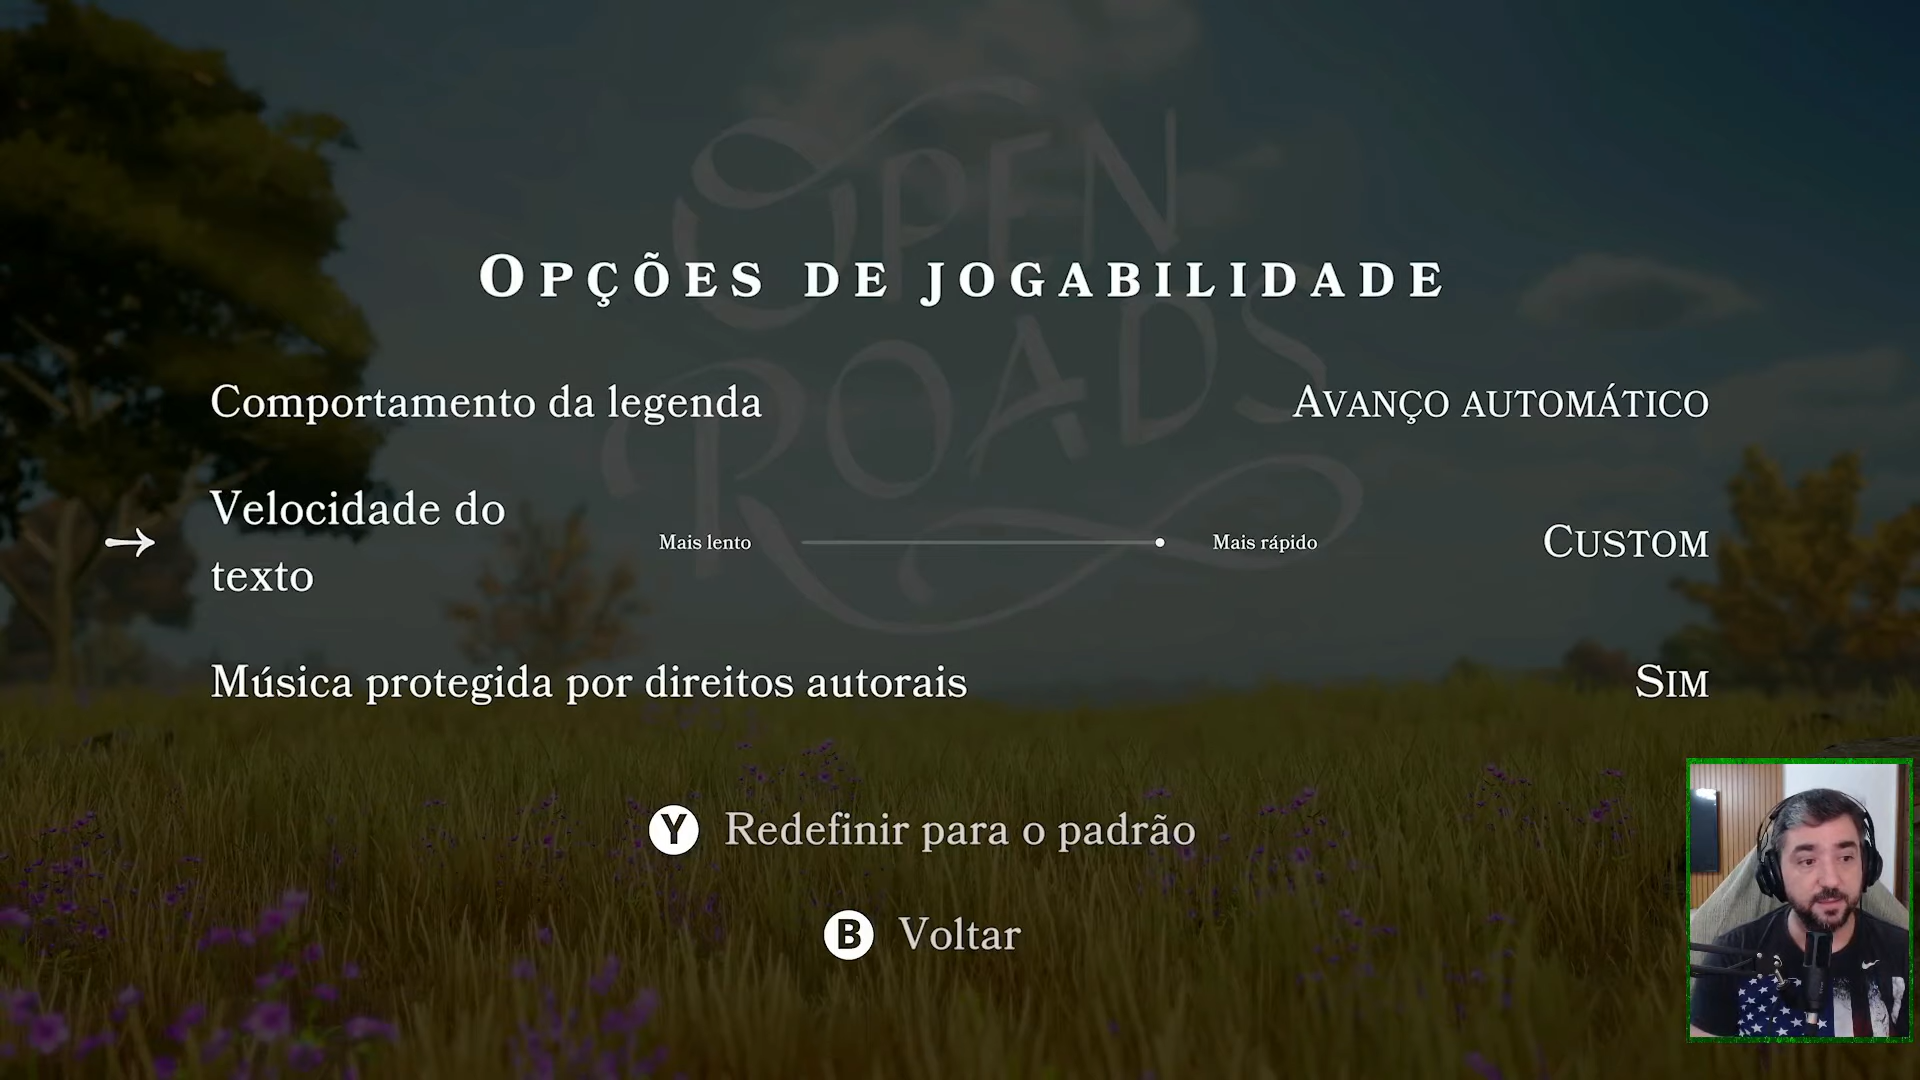 OPEN
ROADS
OPÇÕES DE JOGABILIDADE
Comportamento da legenda AVANÇO AUTOMÁTICO
Velocidade do
texto
Mais lento Mais rápido CUSTOM
Música protegida por direitos autorais SIM
Y Redefinir para o padrão
B Voltar